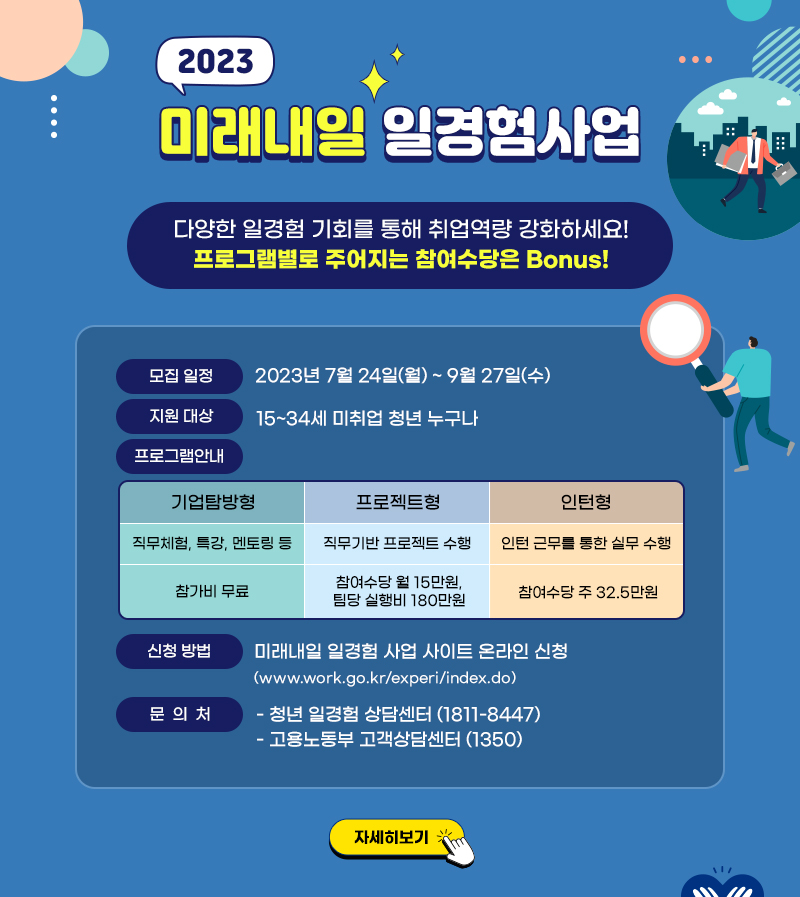 2023
미래내일 일경험사업
다양한 일경험 기회를 통해 취업역량 강화하세요!
프로그램별로 주어지는 참여수당은 Bonus!
모집 일정
2023년 7월 24일(월) ~ 9월 27일(수)
지원 대상
15~34세 미취업 청년 누구나
프로그램안내
기업탐방형 프로젝트형 인턴형
직무체험, 특강, 멘토링 등 직무기반 프로젝트 수행 인턴 근무를 통한 실무 수행
참가비 무료
참여수당 월 15만원,
팀당 실행비 180만원
참여수당 주 32.5만원
신청 방법
미래내일 일경험 사업 사이트 온라인 신청
(www.work.go.kr/experi/index.do)
문 의 처
- 청년 일경험 상담센터 (1811-8447)
- 고용노동부 고객상담센터 (1350)
자세히보기